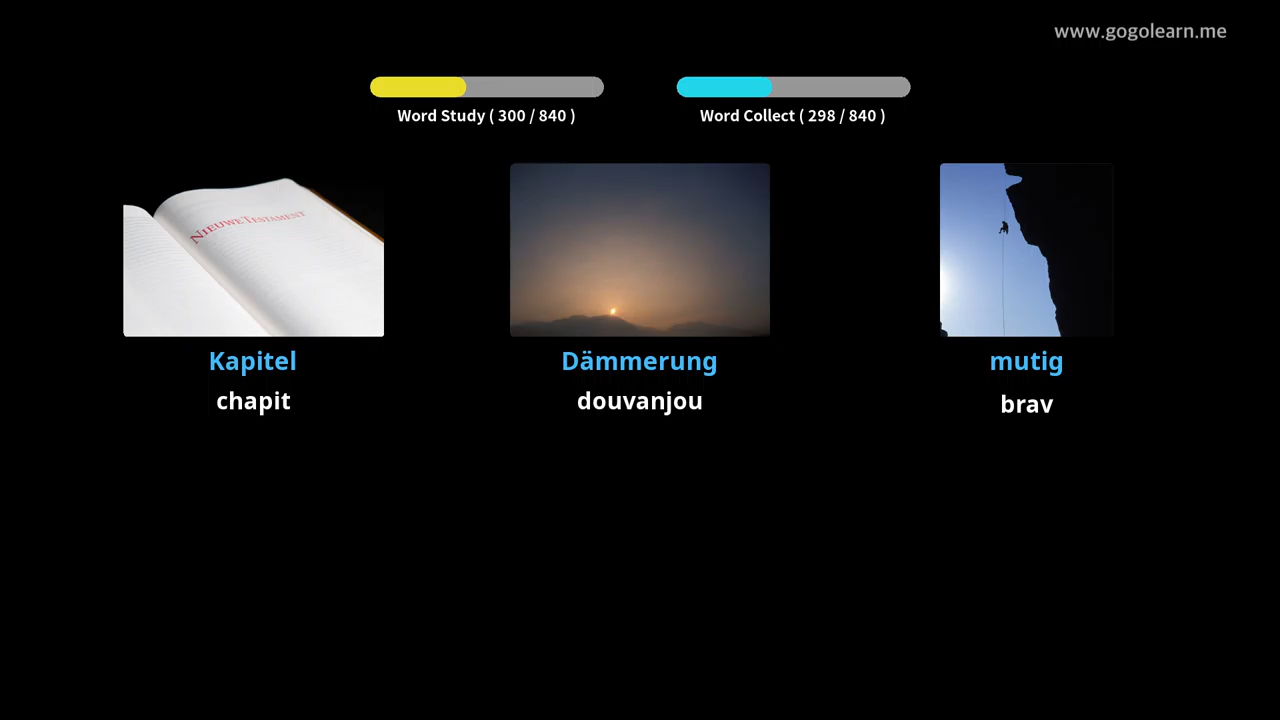 www.gogolearn.me
Word Study ( 300 / 840 )
Word Collect ( 298 / 840 )
NIEUWE TESTAMENT
Kapitel
chapit
Dämmerung
douvanjou
mutig
brav